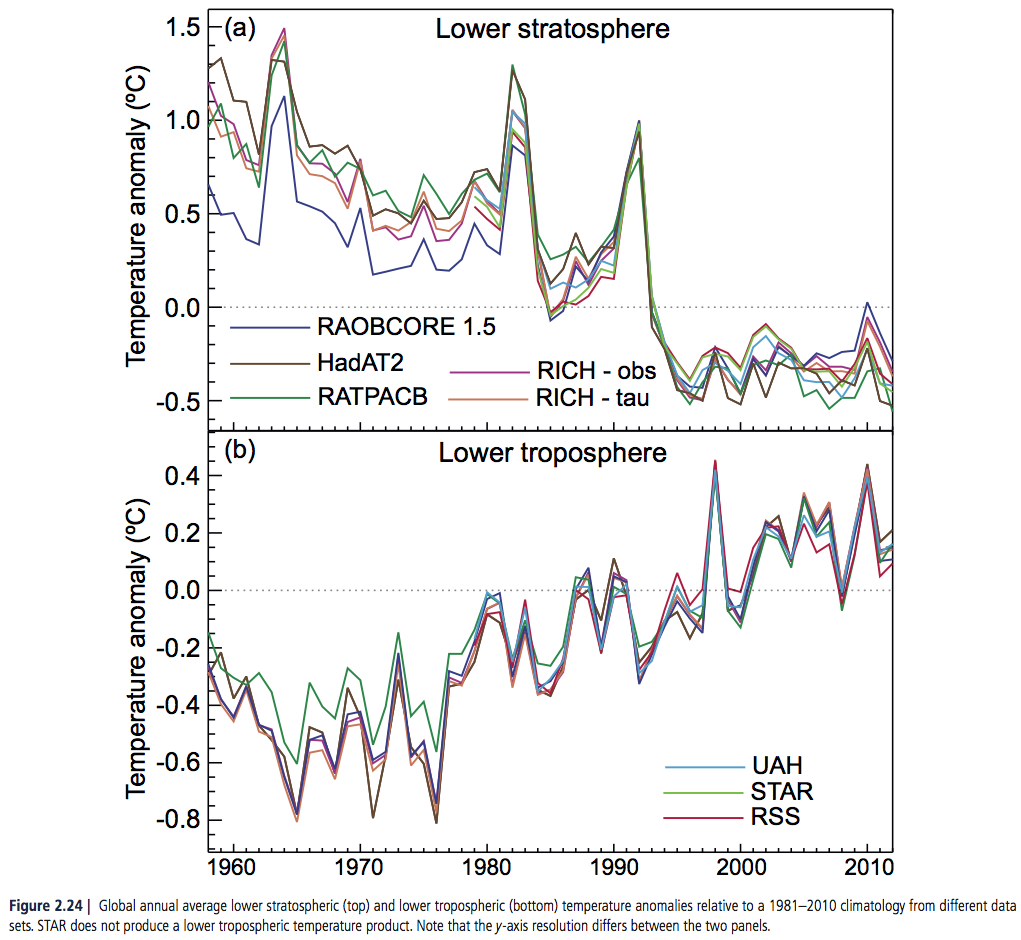 (a) Lower stratosphere
Temperature anomaly (ºC)
1.5
1.0
0.5
0.0
-0.5
RAOBCORE 1.5
HadAT2
RATPACB
RICH - obs
RICH - tau
(b) Lower troposphere
Temperature anomaly (ºC)
0.4
0.2
0.0
-0.2
-0.4
-0.6
-0.8
UAH
STAR
RSS
1960 1970 1980 1990 2000 2010
Figure 2.24 | Global annual average lower stratospheric (top) and lower tropospheric (bottom) temperature anomalies relative to a 1981–2010 climatology from different data
sets. STAR does not produce a lower tropospheric temperature product. Note that the y-axis resolution differs between the two panels.